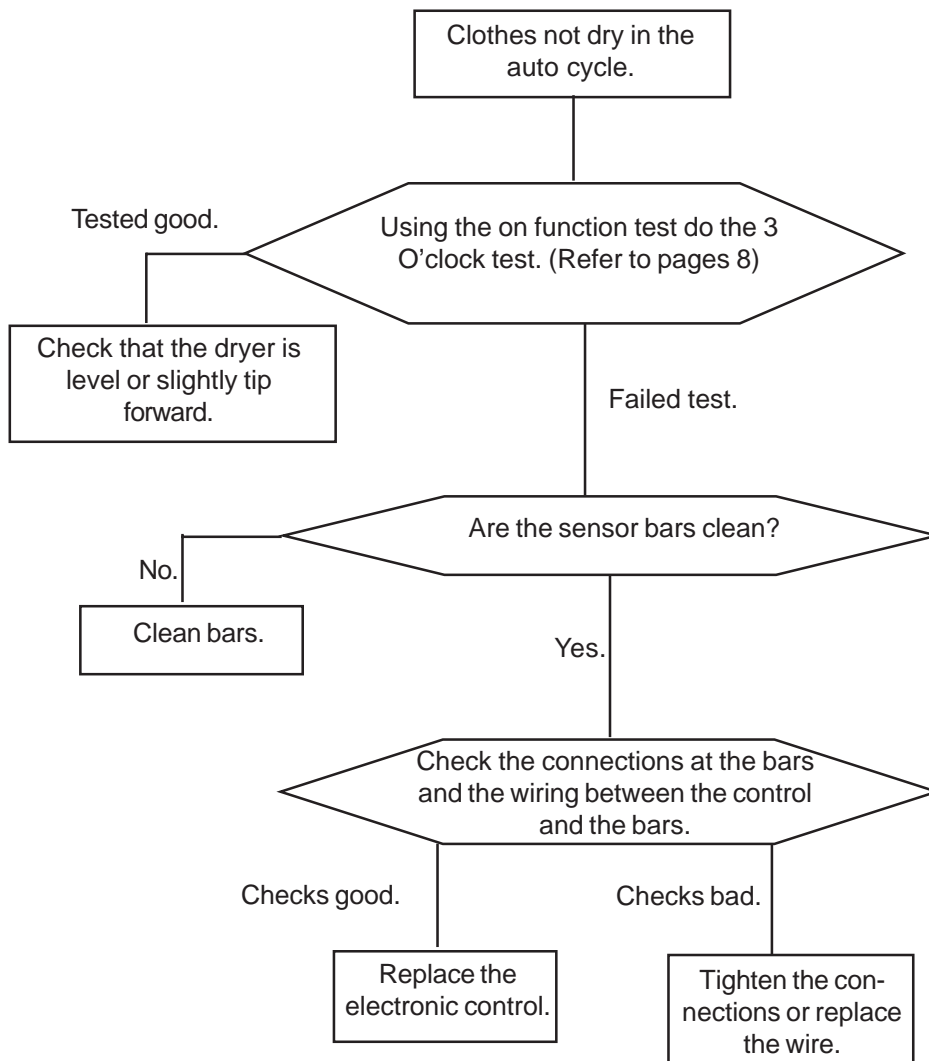 Clothes not dry in the
auto cycle.
Tested good.
Using the on function test do the 3
O’clock test. (Refer to pages 8)
Check that the dryer is
level or slightly tip
forward.
Failed test.
Are the sensor bars clean?
No.
Clean bars.
Yes.
Check the connections at the bars
and the wiring between the control
and the bars.
Checks good.
Checks bad.
Replace the
electronic control.
Tighten the con-
nections or replace
the wire.